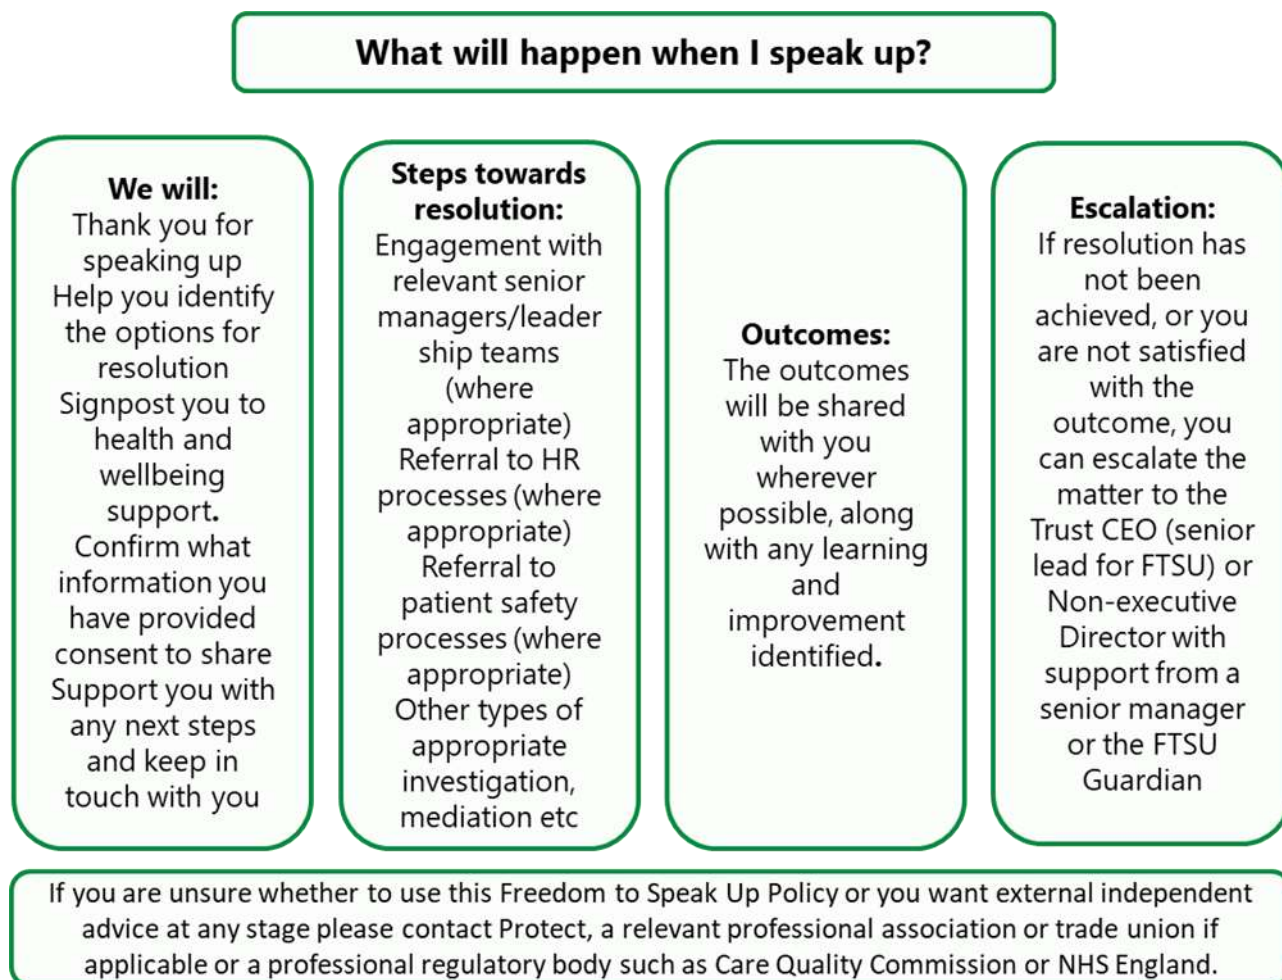 What will happen when I speak up?
We will:
Thank you for
speaking up
Help you identify
the options for
resolution
Signpost you to
health and
wellbeing
support.
Confirm what
information you
have provided
consent to share
Support you with
any next steps
and keep in
touch with you
Steps towards
resolution:
Engagement with
relevant senior
managers/leader
ship teams
(where
appropriate)
Referral to HR
processes (where
appropriate)
Referral to
patient safety
processes (where
appropriate)
Other types of
appropriate
investigation,
mediation etc
Outcomes:
The outcomes
will be shared
with you
wherever
possible, along
with any learning
and
improvement
identified.
Escalation:
If resolution has
not been
achieved, or you
are not satisfied
with the
outcome, you
can escalate the
matter to the
Trust CEO (senior
lead for FTSU) or
Non-executive
Director with
support from a
senior manager
or the FTSU
Guardian
If you are unsure whether to use this Freedom to Speak Up Policy or you want external independent
advice at any stage please contact Protect, a relevant professional association or trade union if
applicable or a professional regulatory body such as Care Quality Commission or NHS England.